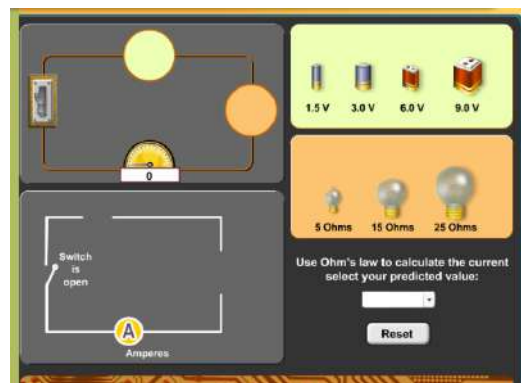 0
1.5 V 3.0 V 6.0 V 9.0 V
5 Ohms 15 Ohms 25 Ohms
Switch
is
open
A
Amperes
Use Ohm's law to calculate the current
select your predicted value:
Reset